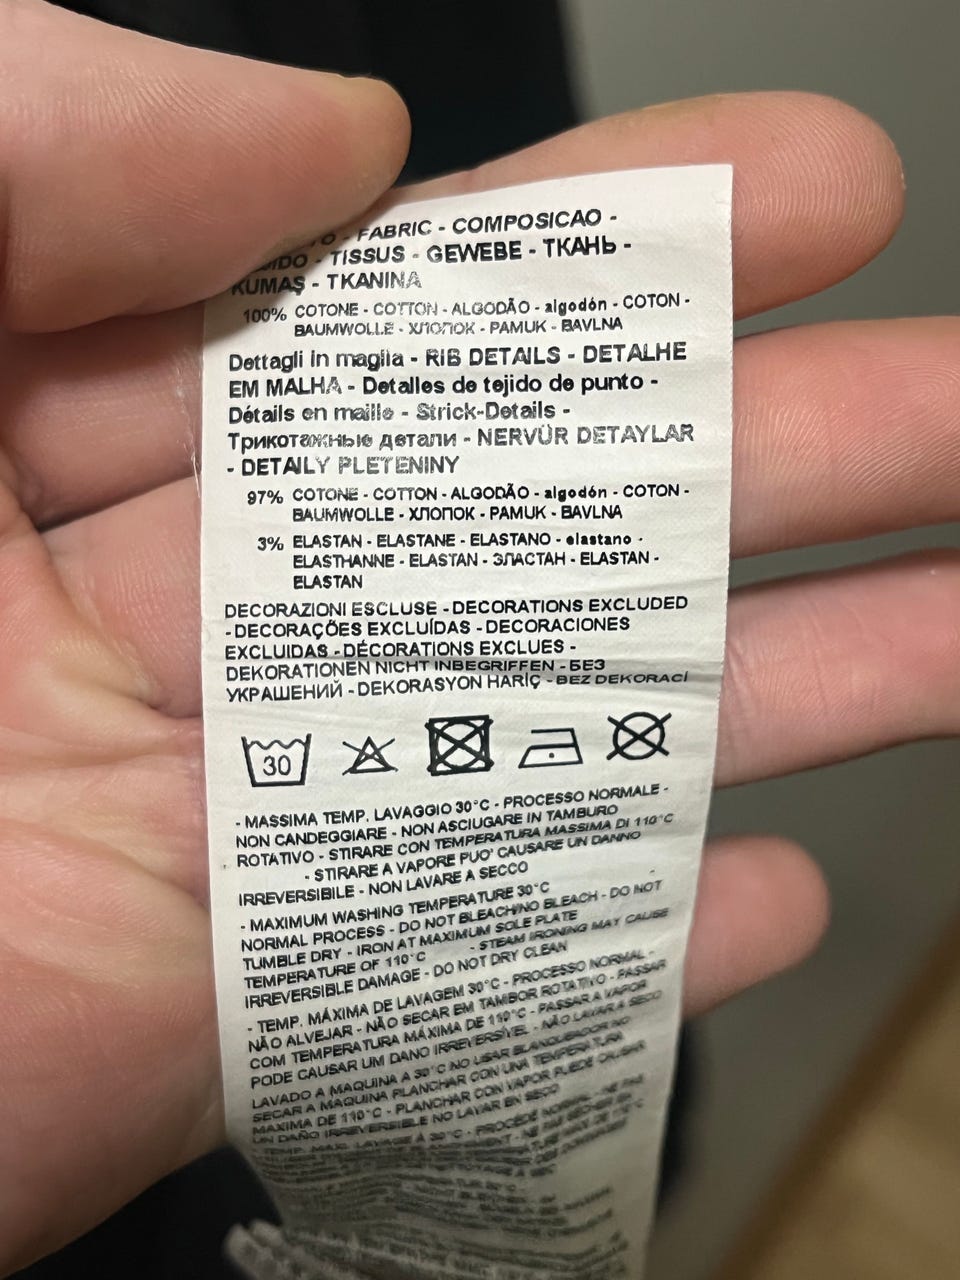 - FABRIC - COMPOSICAO -
- TISSUS - GEWEBE - ТКАНЬ -
KUMAŞ - TKANINA
100% COTONE - COTTON - ALGODÃO - algodón - COTON -
BAUMWOLLE - ХЛОПОК - PAMUK - BAVLNA
Dettagli in maglia - RIB DETAILS - DETALHE
EM MALHA - Detalles de tejido de punto -
Détails en maille - Strick-Details -
Трикотажные детали - NERVÜR DETAYLAR
- DETAILY PLETENINY
97% COTONE - COTTON - ALGODÃO - algodón - COTON -
BAUMWOLLE - ХЛОПОК - PAMUK - BAVLNA
3% ELASTAN - ELASTANE - ELASTANO - elastano -
ELASTHANNE - ELASTAN - ЭЛАСТАН - ELASTAN -
ELASTAN
DECORAZIONI ESCLUSE - DECORATIONS EXCLUDED
- DECORAÇÕES EXCLUÍDAS - DECORACIONES
EXCLUIDAS - DÉCORATIONS EXCLUES -
DEKORATIONEN NICHT INBEGRIFFEN - БЕЗ
УКРАШЕНИЙ - DEKORASYON HARİÇ - BEZ DEKORACÍ
30
- MASSIMA TEMP. LAVAGGIO 30°C - PROCESSO NORMALE -
NON CANDEGGIARE - NON ASCIUGARE IN TAMBURO
ROTATIVO - STIRARE CON TEMPERATURA MASSIMA DI 110°C
- STIRARE A VAPORE PUO' CAUSARE UN DANNO
IRREVERSIBILE - NON LAVARE A SECCO
- MAXIMUM WASHING TEMPERATURE 30°C
NORMAL PROCESS - DO NOT BLEACH/NO BLEACH - DO NOT
TUMBLE DRY - IRON AT MAXIMUM SOLE PLATE
TEMPERATURE OF 110°C - STEAM IRONING MAY CAUSE
IRREVERSIBLE DAMAGE - DO NOT DRY CLEAN
- TEMP. MÁXIMA DE LAVAGEM 30°C - PROCESSO NORMAL -
NÃO ALVEJAR - NÃO SECAR EM TAMBOR ROTATIVO - PASSAR
COM TEMPERATURA MÁXIMA DE 110°C - PASSAR A VAPOR
PODE CAUSAR UM DANO IRREVERSÍVEL - NÃO LAVAR A SECO
LAVADO A MAQUINA A 30°C NO USAR BLANQUEADOR NO
SECAR A MAQUINA PLANCHAR CON UNA TEMPERATURA
MAXIMA DE 110°C - PLANCHAR CON VAPOR PUEDE CAUSAR
UN DAÑO IRREVERSIBLE NO LAVAR EN SECO